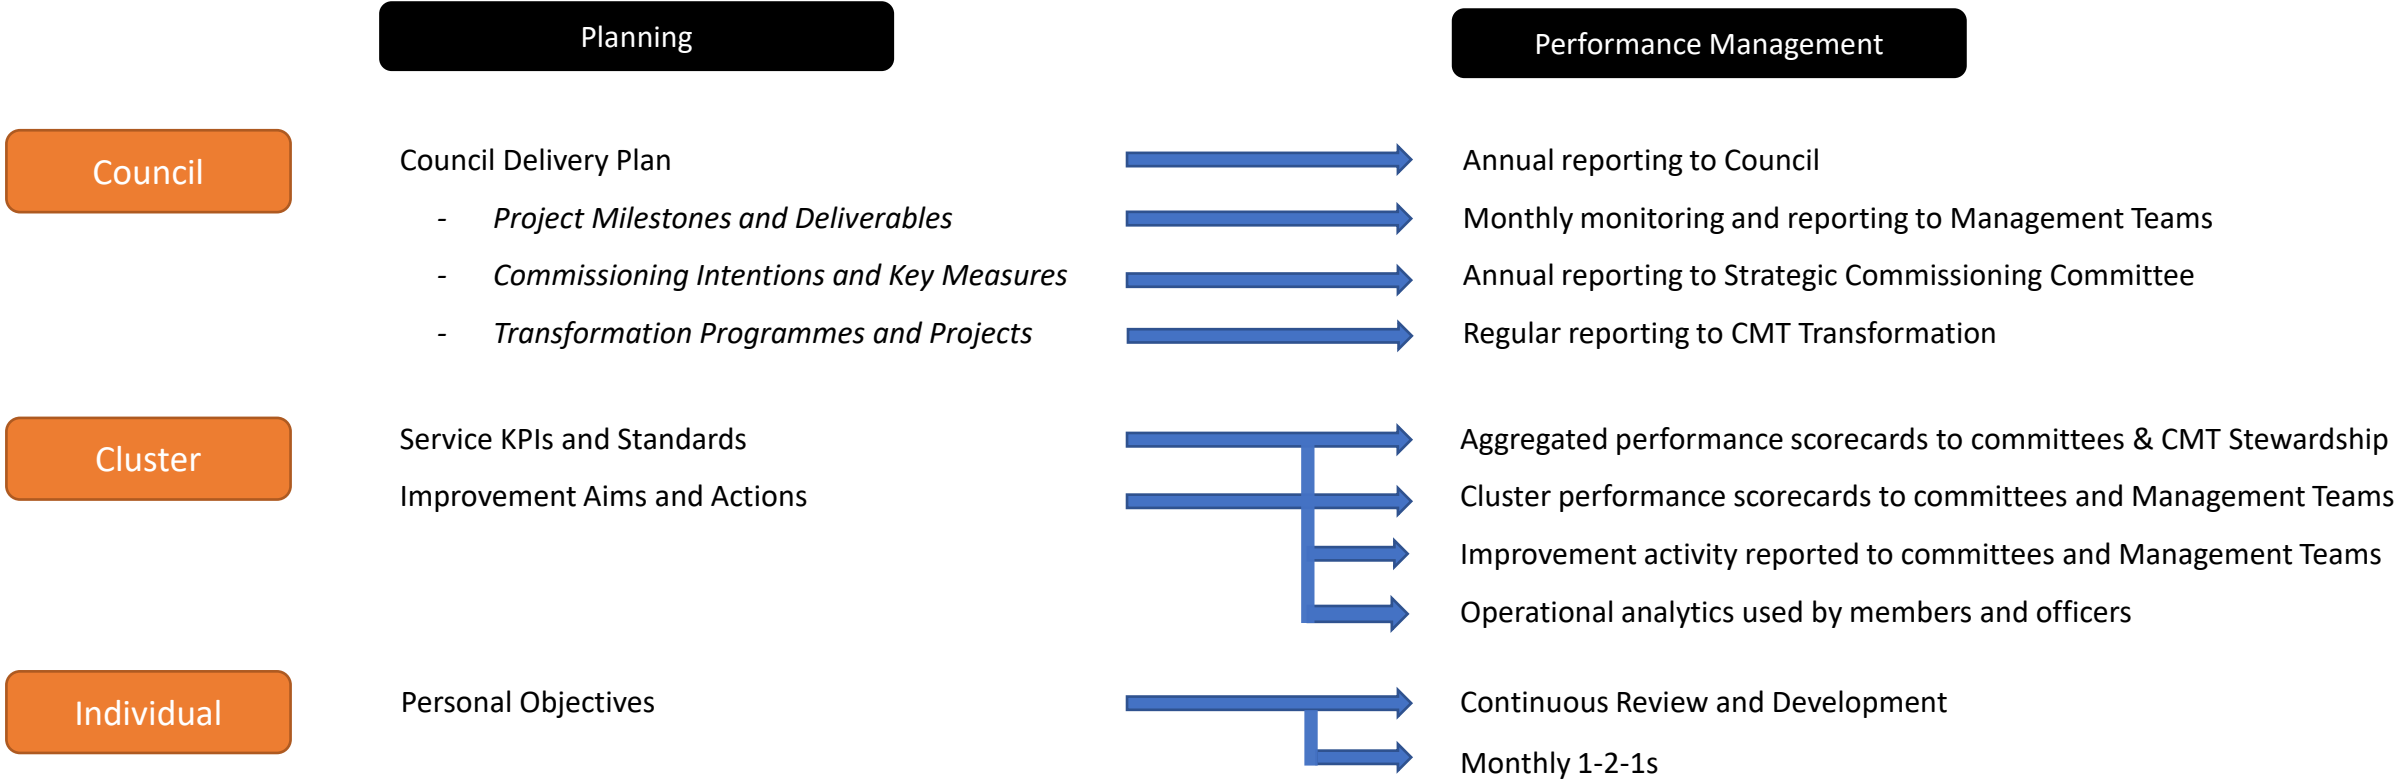 Planning
Performance Management
Council
Council Delivery Plan
Annual reporting to Council
- Project Milestones and Deliverables
Monthly monitoring and reporting to Management Teams
- Commissioning Intentions and Key Measures
Annual reporting to Strategic Commissioning Committee
- Transformation Programmes and Projects
Regular reporting to CMT Transformation
Cluster
Service KPIs and Standards
Aggregated performance scorecards to committees & CMT Stewardship
Improvement Aims and Actions
Cluster performance scorecards to committees and Management Teams
Improvement activity reported to committees and Management Teams
Operational analytics used by members and officers
Individual
Personal Objectives
Continuous Review and Development
Monthly 1-2-1s